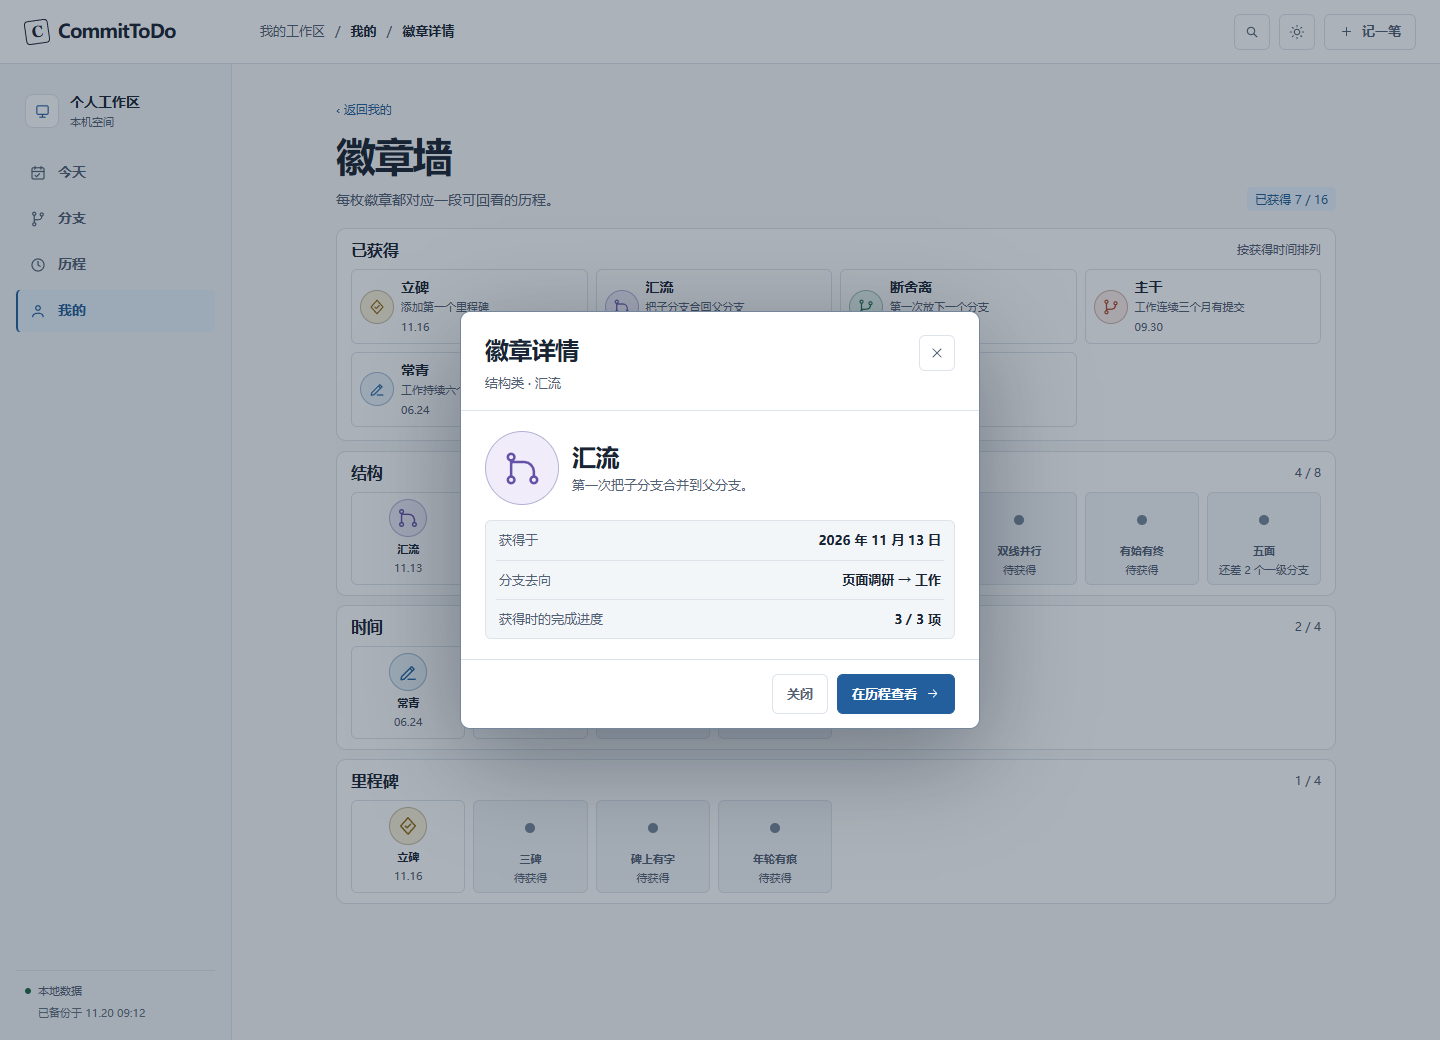 C CommitToDo
我的工作区 / 我的 / 徽章详情
记一笔
个人工作区
本机空间
今天
分支
历程
我的
本地数据
已备份于 11.20 09:12
‹ 返回我的
徽章墙
每枚徽章都对应一段可回看的历程。
已获得 7 / 16
已获得
按获得时间排列
立碑
添加第一个里程碑
11.16
汇流
把子分支合回父分支
断舍离
第一次放下一个分支
主干
工作连续三个月有提交
09.30
常青
工作持续六个
06.24
结构
4 / 8
汇流
11.13
双线并行
待获得
有始有终
待获得
五面
还差 2 个一级分支
时间
2 / 4
常青
06.24
里程碑
1 / 4
立碑
11.16
三碑
待获得
碑上有字
待获得
年轮有痕
待获得
徽章详情
结构类 · 汇流
汇流
第一次把子分支合并到父分支。
获得于
2026 年 11 月 13 日
分支去向
页面调研 → 工作
获得时的完成进度
3 / 3 项
关闭
在历程查看 →